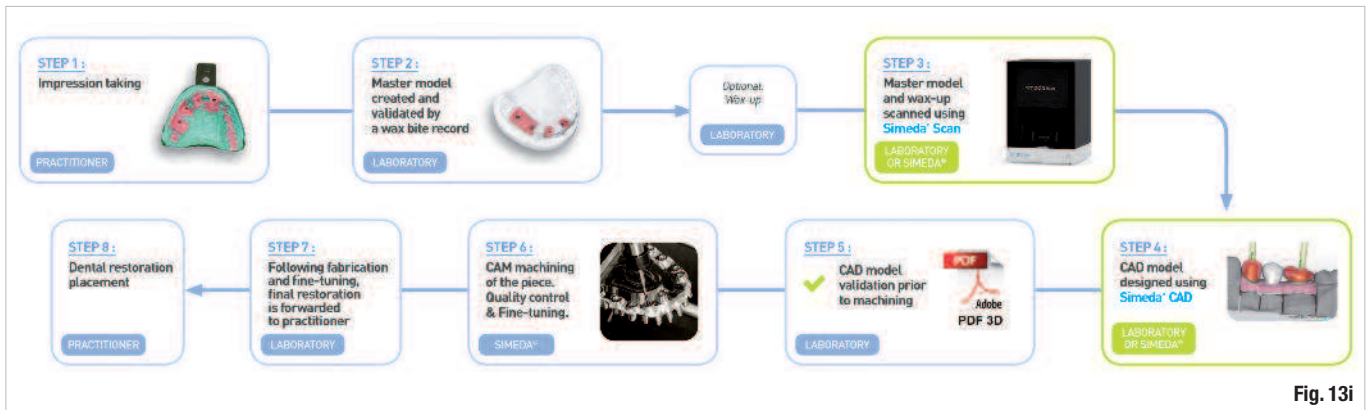 STEP 1 :
Impression taking
PRACTITIONER
STEP 2 :
Master model
created and
validated by
a wax bite record
LABORATORY
Optional:
Wax-up
LABORATORY
STEP 3 :
Master model
and wax-up
scanned using
Simeda® Scan
LABORATORY
OR SIMEDA®
STEP 4 :
CAD model
designed using
Simeda® CAD
LABORATORY
OR SIMEDA®
STEP 5 :
CAD model
validation prior
to machining
PDF
Adobe
PDF 3D
LABORATORY
STEP 6 :
CAM machining
of the piece.
Quality control
& Fine-tuning.
SIMEDA®
STEP 7 :
Following fabrication
and fine-tuning,
final restoration
is forwarded
to practitioner
LABORATORY
STEP 8 :
Dental restoration
placement
PRACTITIONER
Fig. 13i